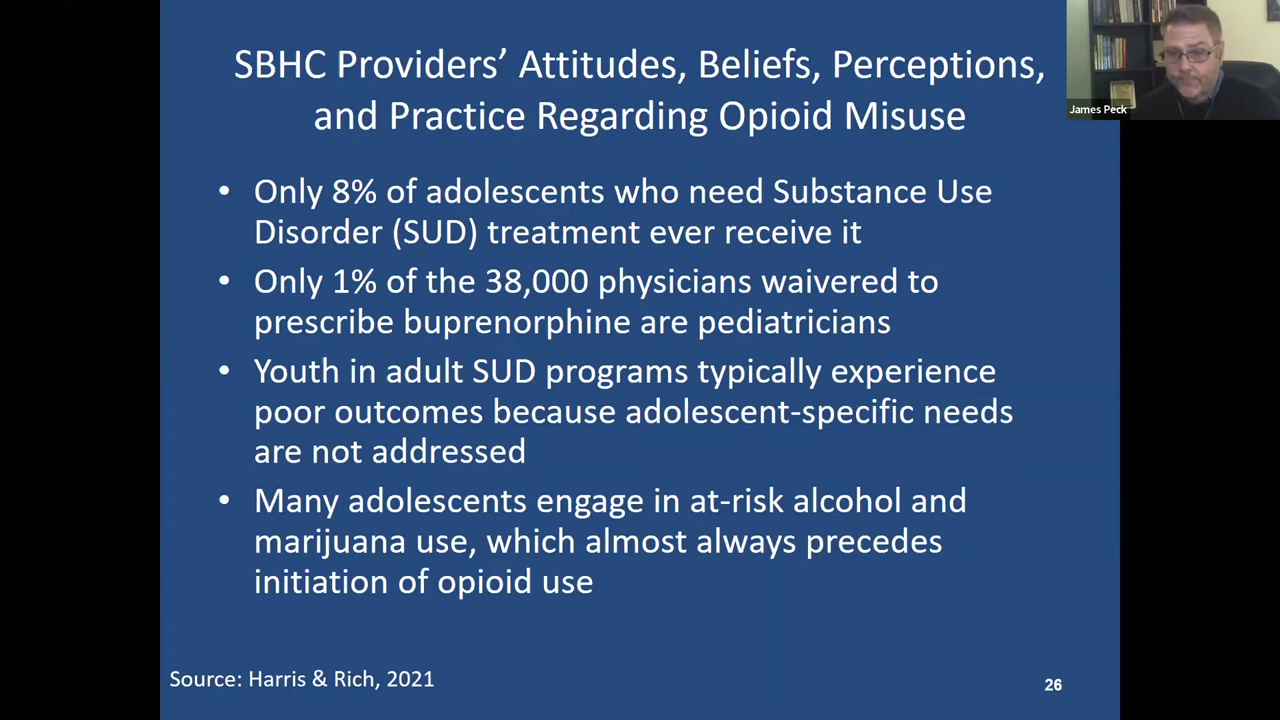 SBHC Providers’ Attitudes, Beliefs, Perceptions,
and Practice Regarding Opioid Misuse
James Peck
• Only 8% of adolescents who need Substance Use
Disorder (SUD) treatment ever receive it
• Only 1% of the 38,000 physicians waivered to
prescribe buprenorphine are pediatricians
• Youth in adult SUD programs typically experience
poor outcomes because adolescent-specific needs
are not addressed
• Many adolescents engage in at-risk alcohol and
marijuana use, which almost always precedes
initiation of opioid use
Source: Harris & Rich, 2021
26